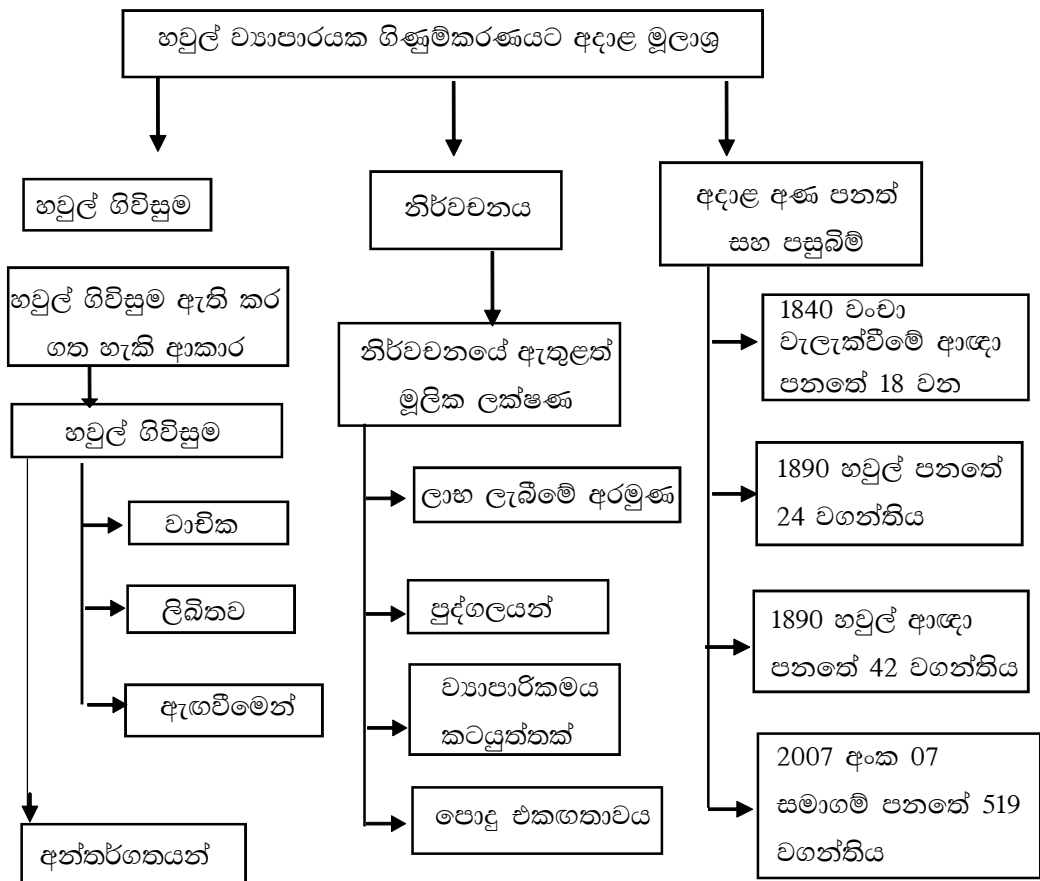 හවුල් ව්‍යාපාරයක ගිණුම්කරණයට අදාළ මූලාශ්‍ර
හවුල් ගිවිසුම
හවුල් ගිවිසුම ඇති කර
ගත හැකි ආකාර
හවුල් ගිවිසුම
වාචික
ලිඛිතව
ඇඟවීමෙන්
අන්තර්ගතයන්
නිර්වචනය
නිර්වචනයේ ඇතුළත්
මූලික ලක්ෂණ
ලාභ ලැබීමේ අරමුණ
පුද්ගලයන්
ව්‍යාපාරිකමය
කටයුත්තක්
පොදු එකඟතාවය
අදාළ අණ පනත්
සහ පසුබිම්
1840 වංචා
වැලැක්වීමේ ආඥා
පනතේ 18 වන
1890 හවුල් පනතේ
24 වගන්තිය
1890 හවුල් ආඥා
පනතේ 42 වගන්තිය
2007 අංක 07
සමාගම් පනතේ 519
වගන්තිය